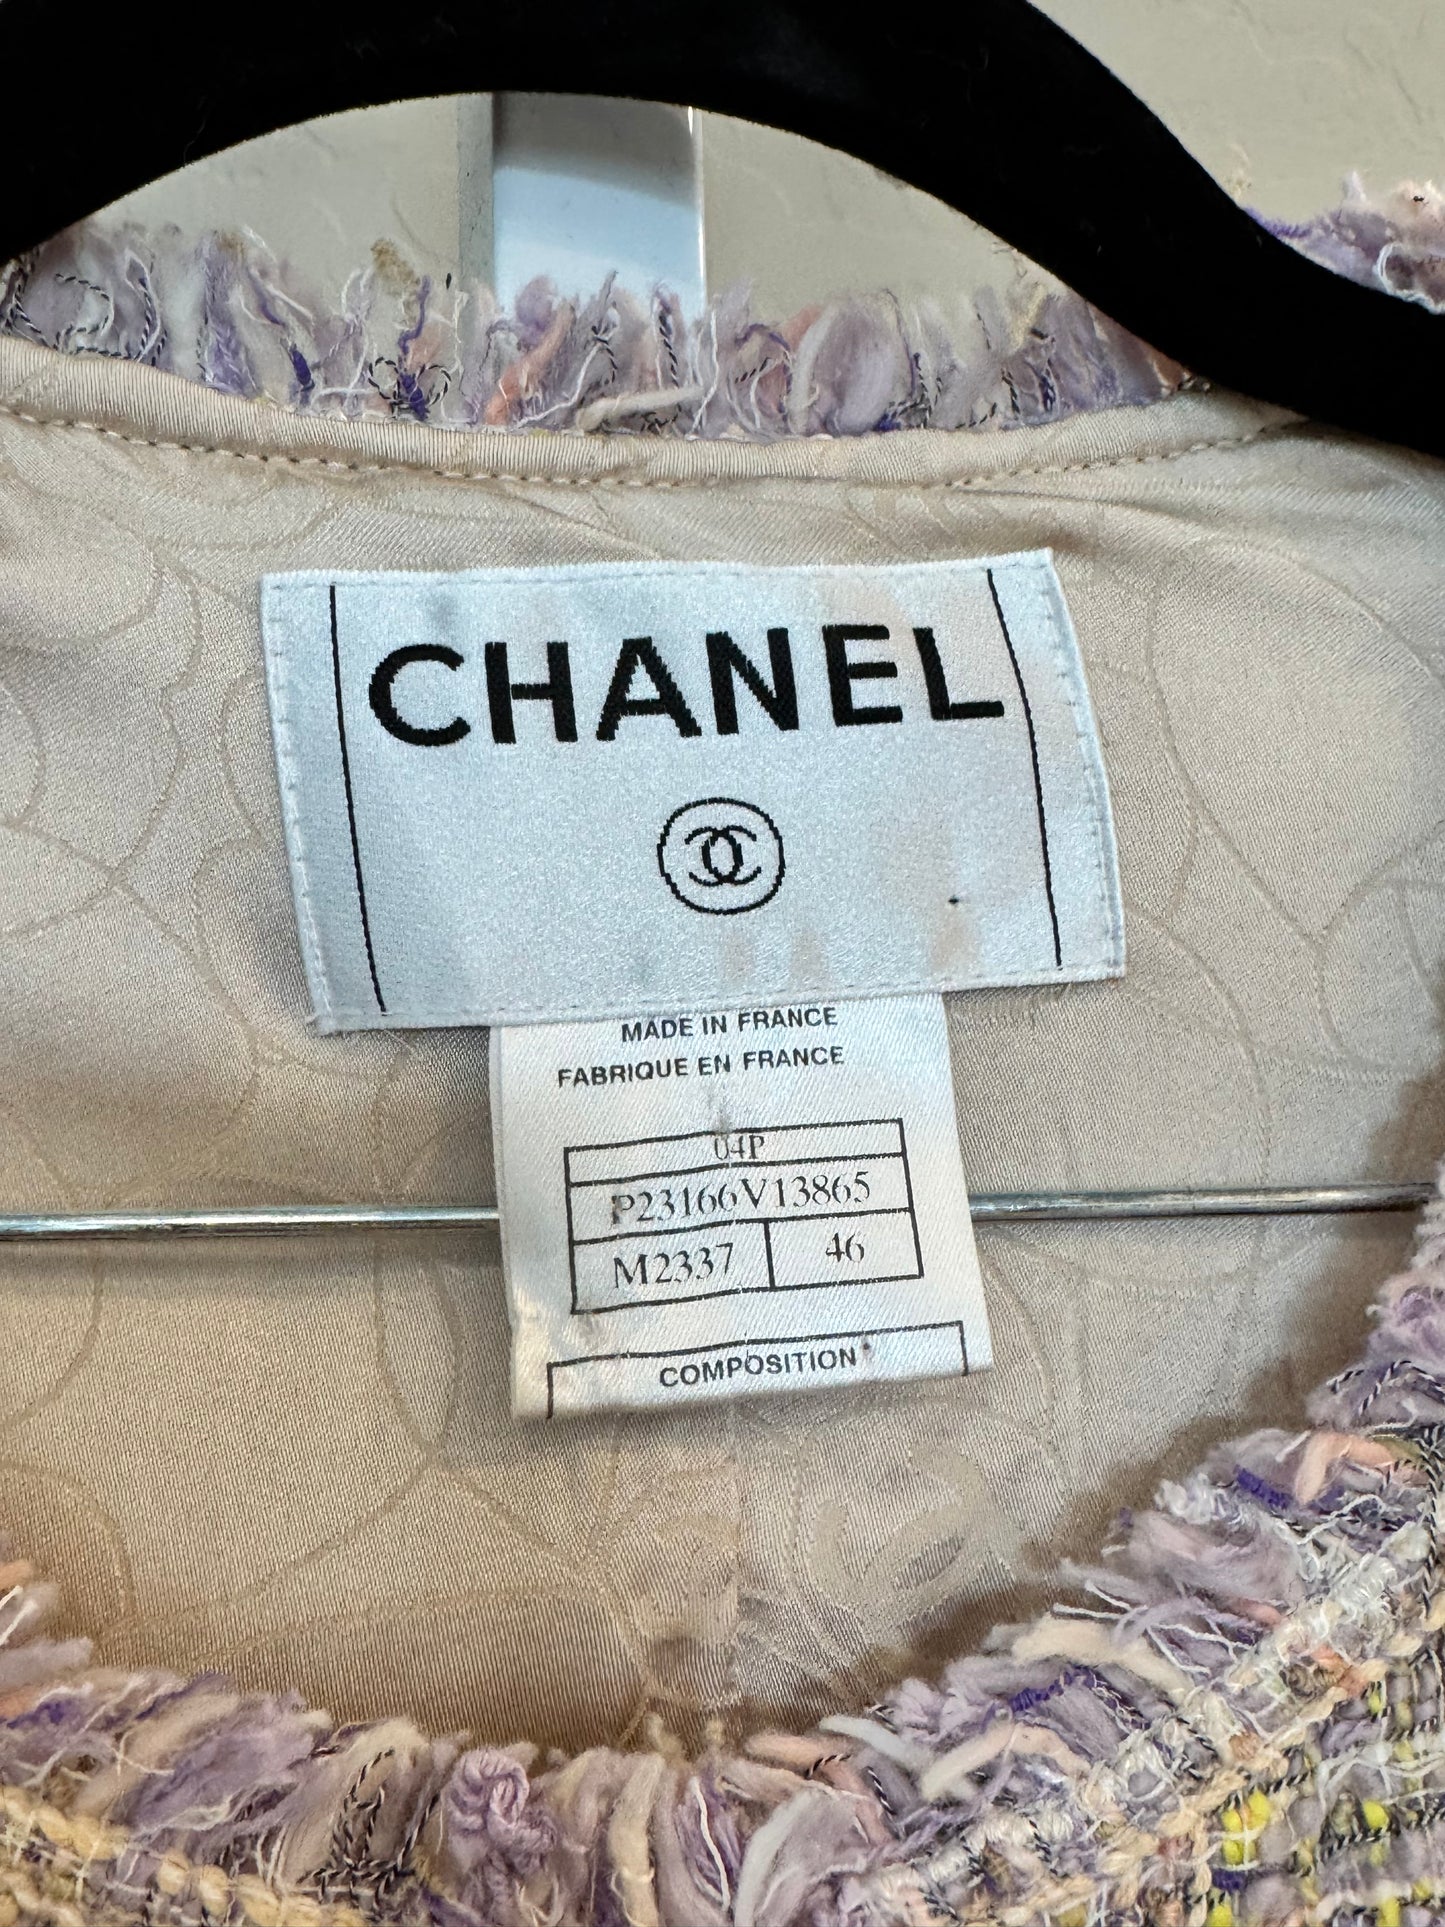 CHANEL
MADE IN FRANCE
FABRIQUE EN FRANCE
04P
P23166V13865
M2337 46
COMPOSITION